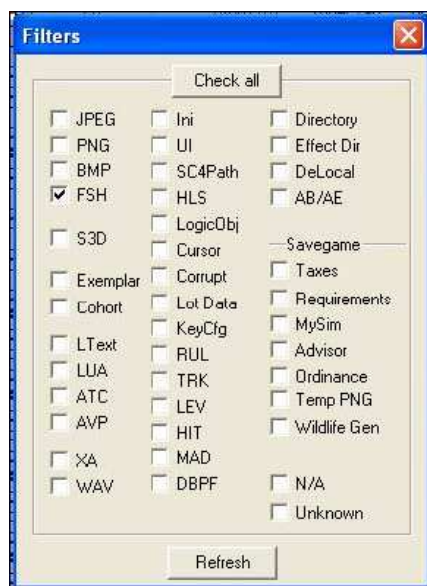 Filters
Check all
JPEG
PNG
BMP
FSH
S3D
Exemplar
Cohort
LText
LUA
ATC
AVP
XA
WAV
Ini
UI
SC4Path
HLS
LogicObj
Cursor
Corrupt
Lot Data
KeyCfg
RUL
TRK
LEV
HIT
MAD
DBPF
Directory
Effect Dir
DeLocal
AB/AE
Savegame
Taxes
Requirements
MySim
Advisor
Ordinance
Temp PNG
Wildlife Gen
N/A
Unknown
Refresh